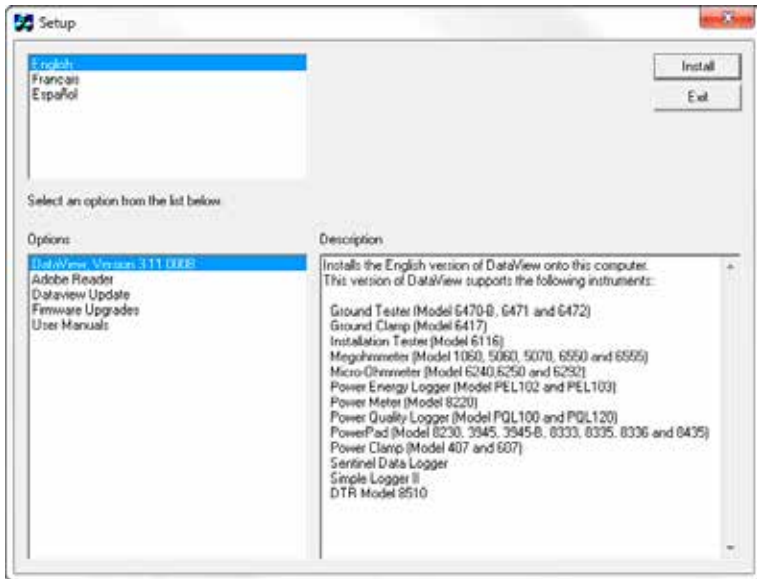 Setup
English
Francais
Español
Install
Exit
Select an option from the list below.
Options
DataView, Version 3.11.0008
Adobe Reader
Dataview Update
Firmware Upgrades
User Manuals
Description
Installs the English version of DataView onto this computer.
This version of DataView supports the following instruments:
Ground Tester (Model 6470-B, 6471 and 6472)
Ground Clamp (Model 6417)
Installation Tester (Model 6116)
Megohmmeter (Model 1060, 5060, 5070, 6550 and 6555)
Micro-Ohmmeter (Model 6240,6250 and 6292)
Power Energy Logger (Model PEL102 and PEL103)
Power Meter (Model 8220)
Power Quality Logger (Model PQL100 and PQL120)
PowerPad (Model 8230, 3945, 3945-B, 8333, 8335, 8336 and 8435)
Power Clamp (Model 407 and 607)
Sentinel Data Logger
Simple Logger II
DTR Model 8510